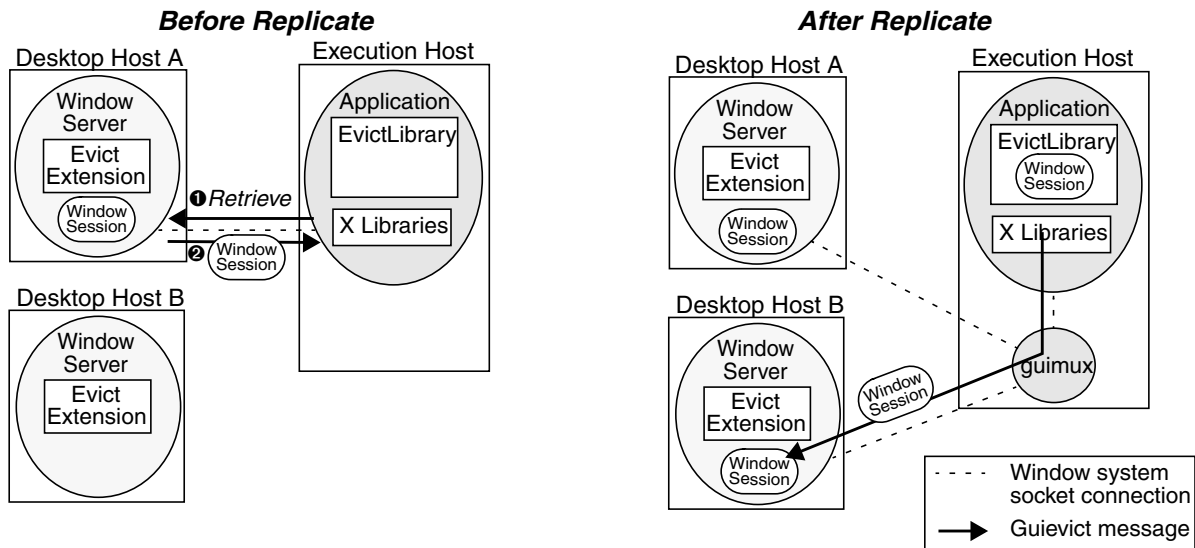 Before Replicate
Desktop Host A
Window
Server
Evict
Extension
Window
Session
❶Retrieve
❷
Window
Session
Execution Host
Application
EvictLibrary
X Libraries
Desktop Host B
Window
Server
Evict
Extension
After Replicate
Desktop Host A
Window
Server
Evict
Extension
Window
Session
Execution Host
Application
EvictLibrary
Window
Session
X Libraries
guimux
Desktop Host B
Window
Server
Evict
Extension
Window
Session
Window
Session
Window system
socket connection
Guievict message